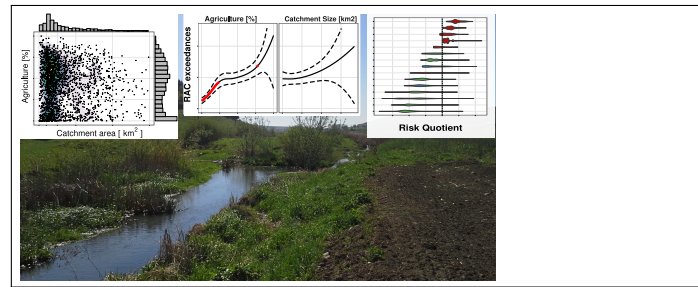 Agriculture [%]
Catchment area [ km2 ]
Agriculture [%]
Catchment Size [km2]
RAC exceedances
Risk Quotient